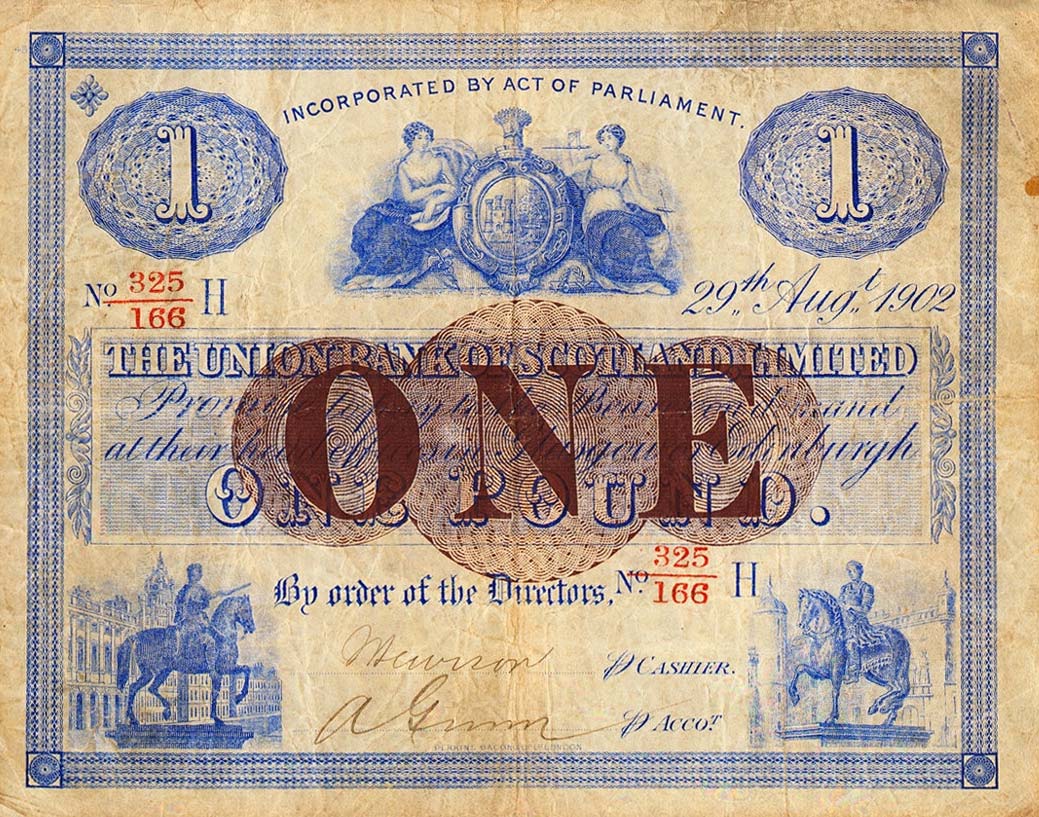 INCORPORATED BY ACT OF PARLIAMENT.
1 1
No 325/166 H
29th Augt. 1902
THE UNION BANK OF SCOTLAND LIMITED
Promise to pay to the Bearer on demand
at their head offices in Glasgow or Edinburgh
ONE POUND.
ONE
By order of the Directors, No 325/166 H
P CASHIER.
A Gunn P ACCOT
PERKINS BACON & Co LD LONDON